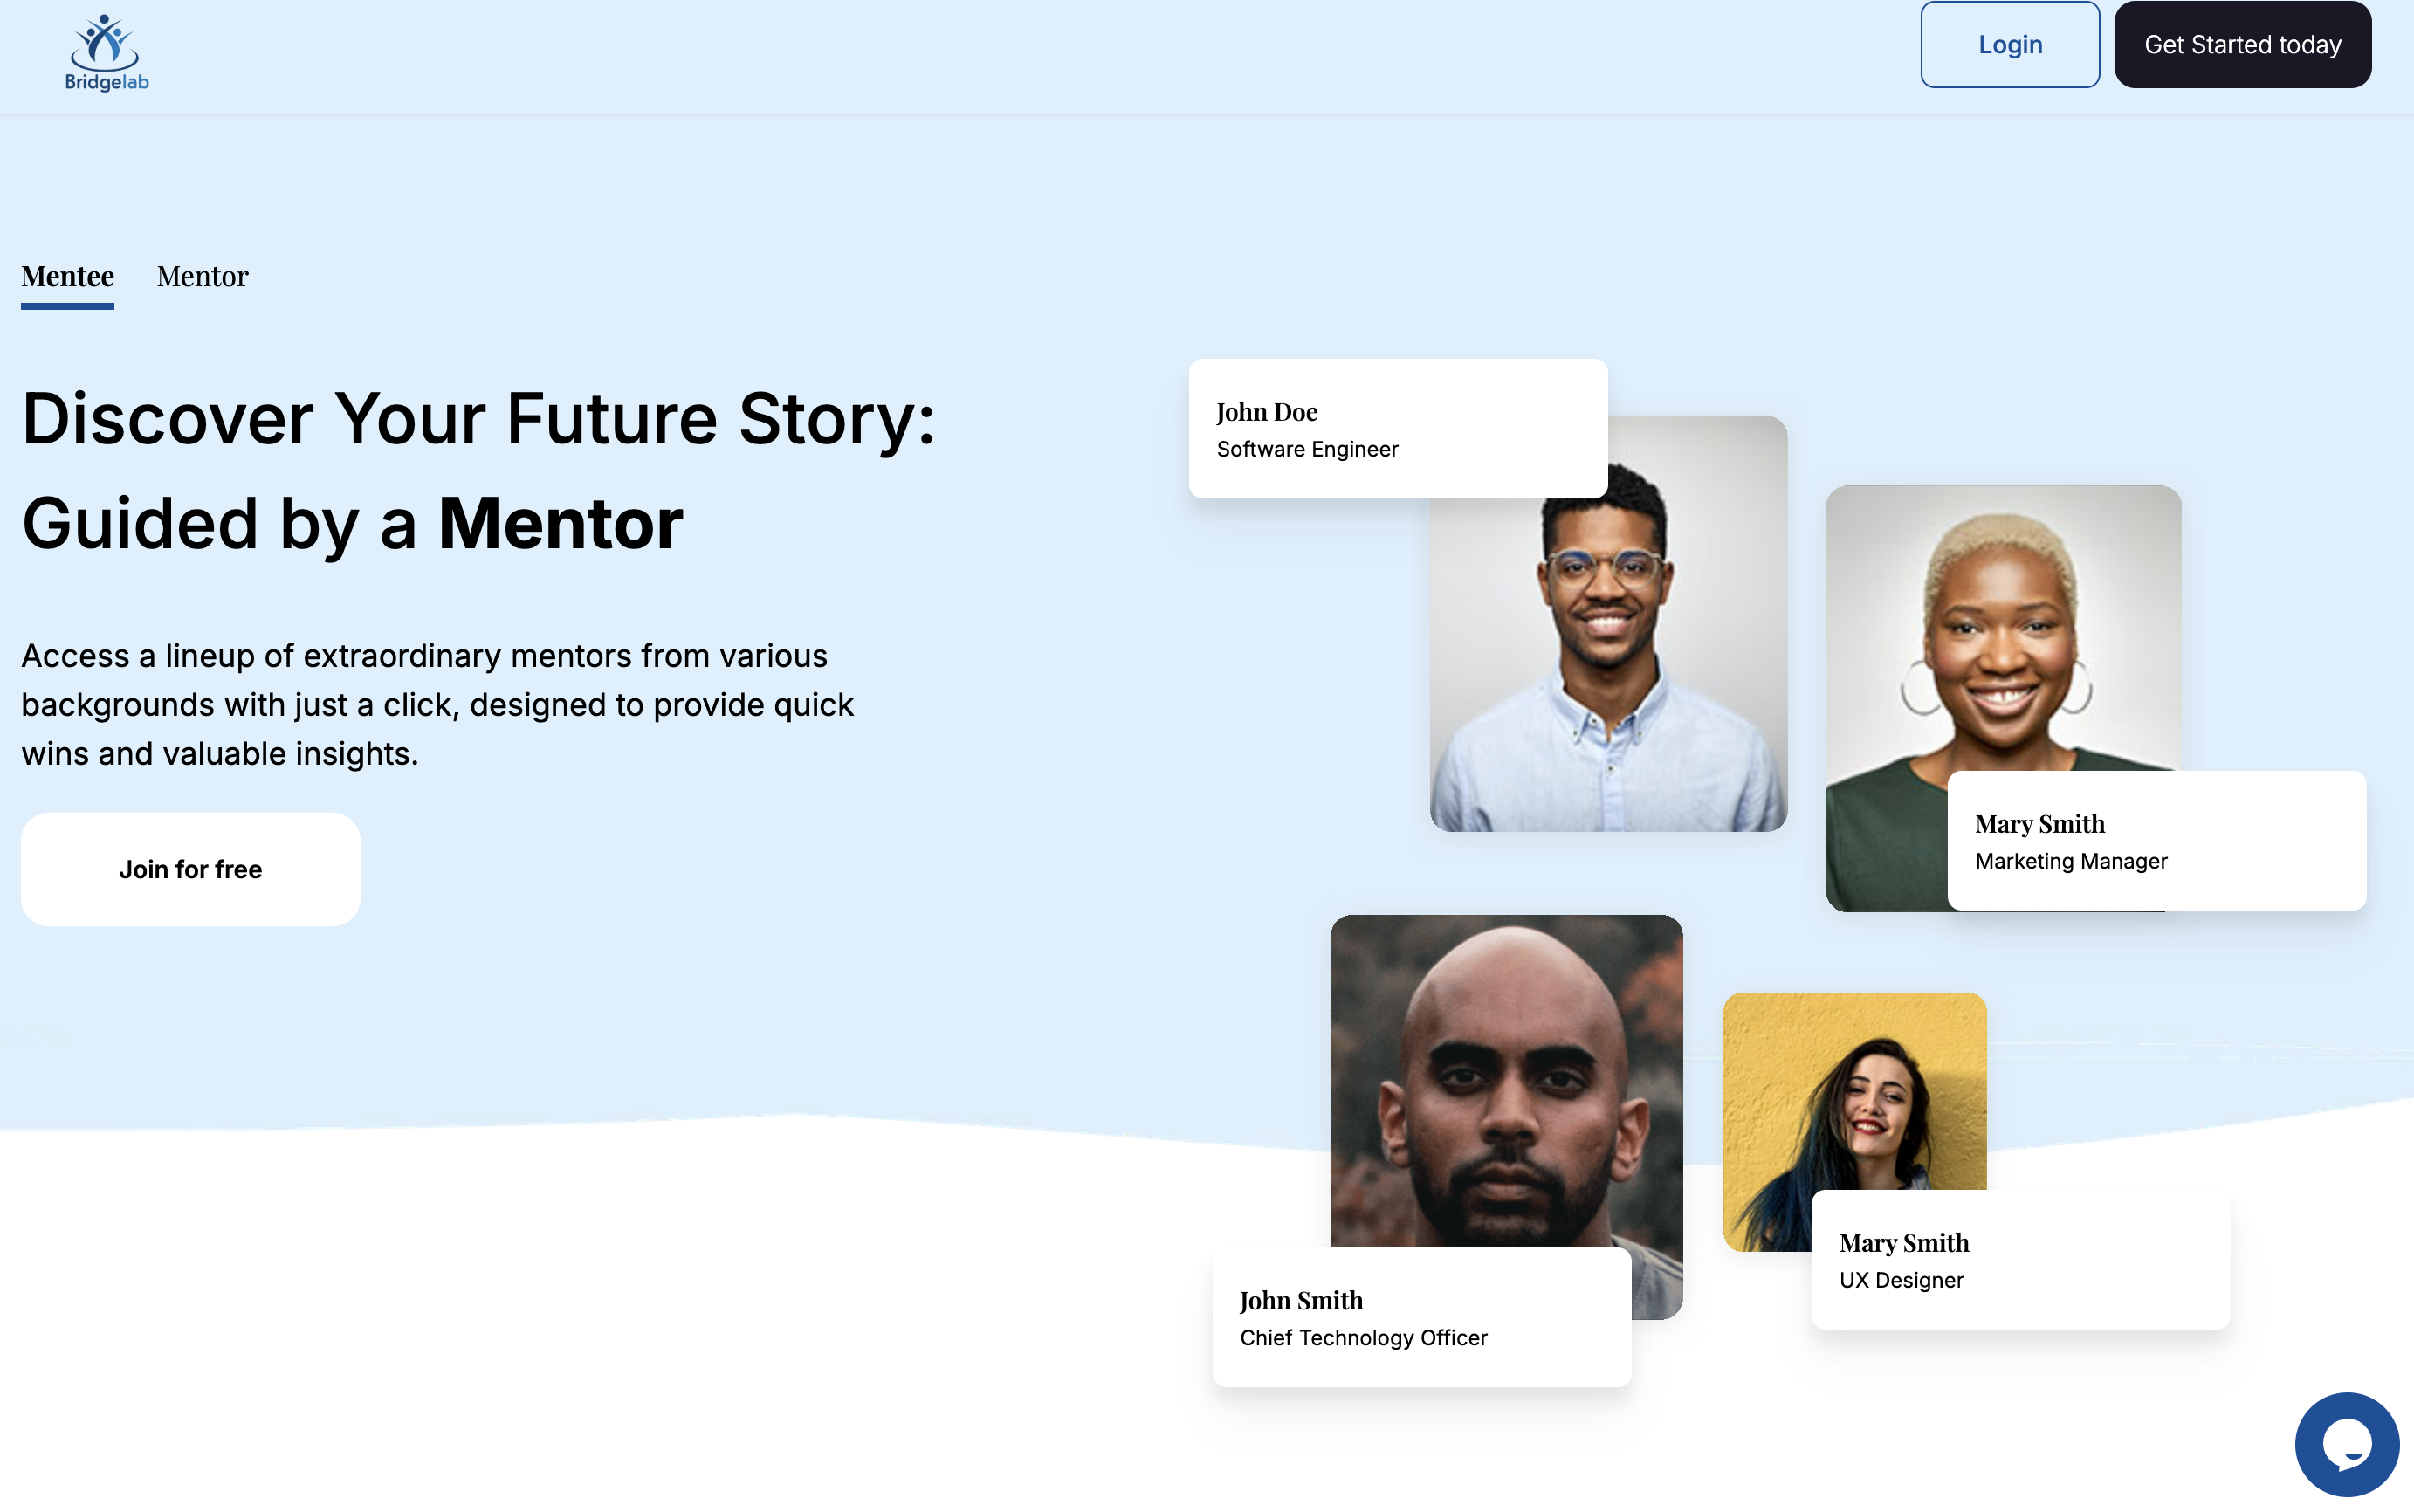 Bridgelab
Login
Get Started today
Mentee
Mentor
Discover Your Future Story:
Guided by a Mentor
Access a lineup of extraordinary mentors from various
backgrounds with just a click, designed to provide quick
wins and valuable insights.
Join for free
John Doe
Software Engineer
Mary Smith
Marketing Manager
John Smith
Chief Technology Officer
Mary Smith
UX Designer